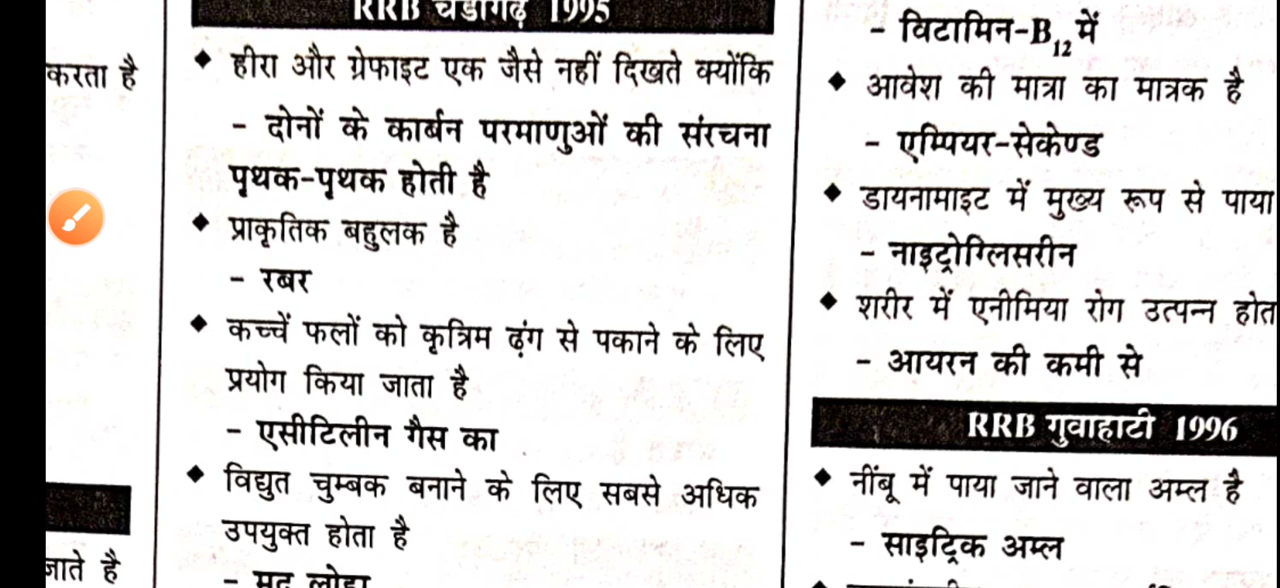 करता है
जाते है
RRB चंडीगढ़ 1995
◆ हीरा और ग्रेफाइट एक जैसे नहीं दिखते क्योंकि
- दोनों के कार्बन परमाणुओं की संरचना
पृथक-पृथक होती है
◆ प्राकृतिक बहुलक है
- रबर
◆ कच्चें फलों को कृत्रिम ढ़ंग से पकाने के लिए
प्रयोग किया जाता है
- एसीटिलीन गैस का
◆ विद्युत चुम्बक बनाने के लिए सबसे अधिक
उपयुक्त होता है
- मृदु लोहा
- विटामिन-B12 में
◆ आवेश की मात्रा का मात्रक है
- एम्पियर-सेकेण्ड
◆ डायनामाइट में मुख्य रूप से पाया
- नाइट्रोग्लिसरीन
◆ शरीर में एनीमिया रोग उत्पन्न होत
- आयरन की कमी से
RRB गुवाहाटी 1996
◆ नींबू में पाया जाने वाला अम्ल है
- साइट्रिक अम्ल